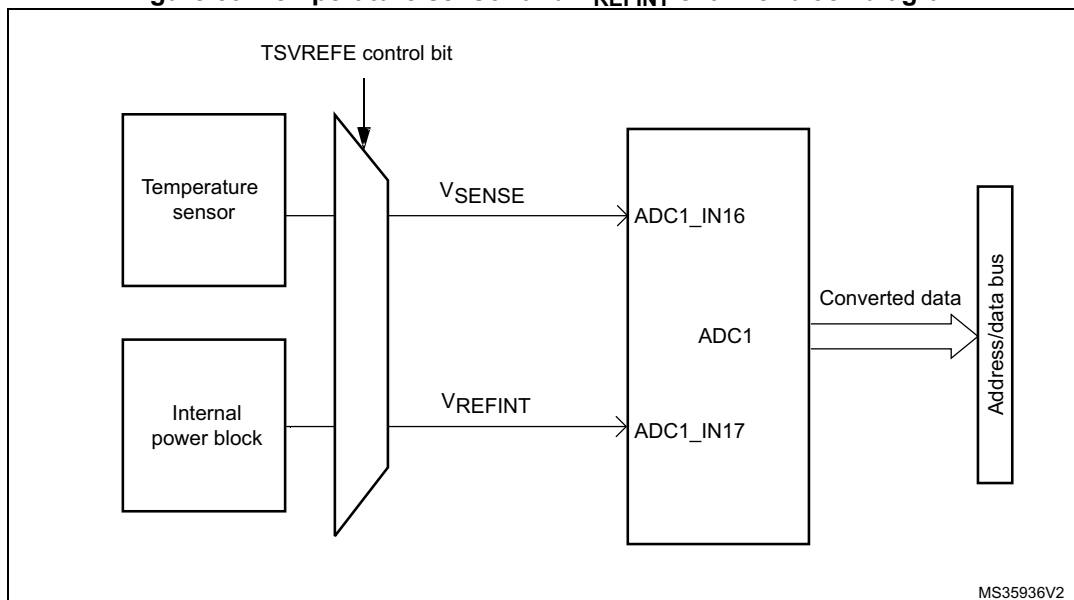 TSVREFE control bit
Temperature
sensor
VSENSE
ADC1_IN16
Converted data
ADC1
Address/data bus
Internal
power block
VREFINT
ADC1_IN17
MS35936V2